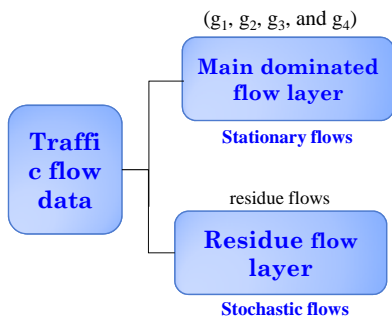 (g₁, g₂, g₃, and g₄)
Main dominated
flow layer
Stationary flows
Traffi
c flow
data
residue flows
Residue flow
layer
Stochastic flows